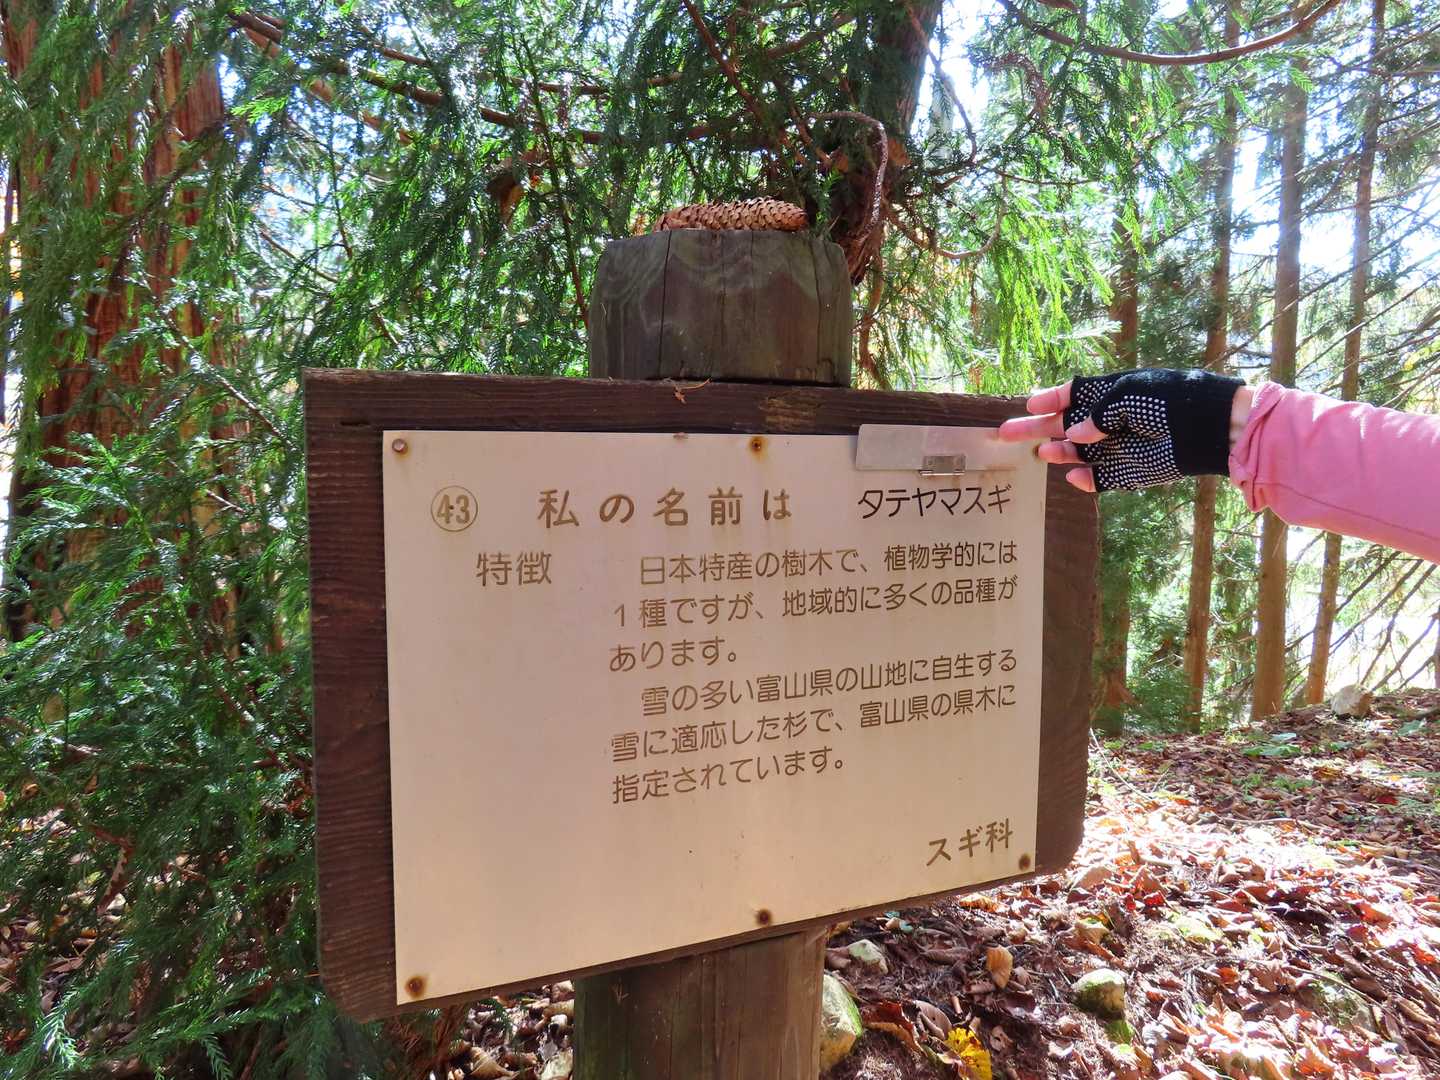 ㊸ 私の名前は タテヤマスギ
特徴 日本特産の樹木で、植物学的には
1種ですが、地域的に多くの品種が
あります。
雪の多い富山県の山地に自生する
雪に適応した杉で、富山県の県木に
指定されています。
スギ科